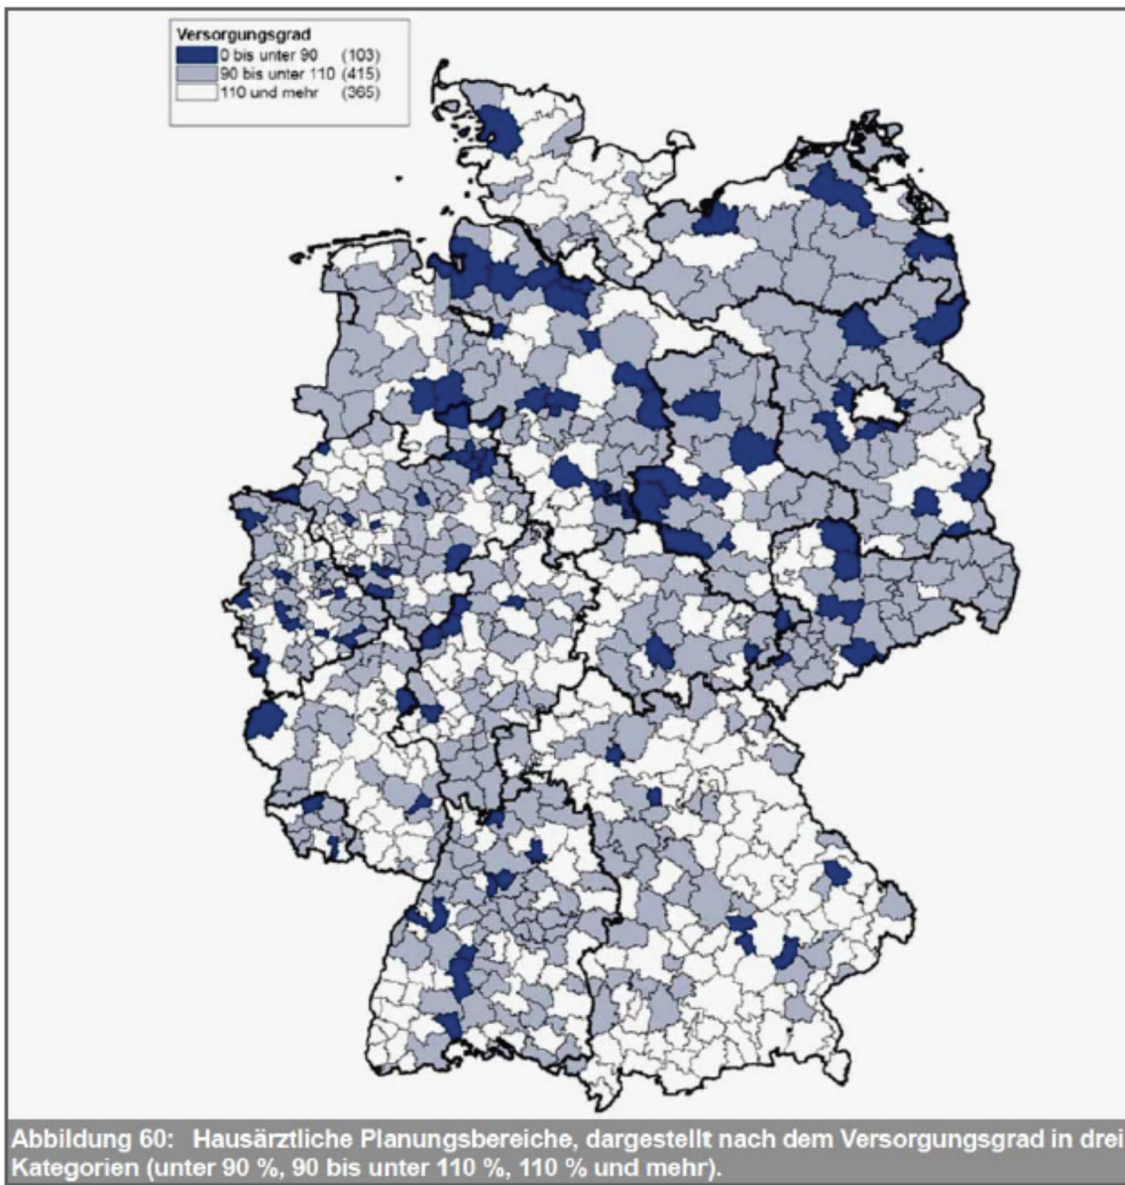 Versorgungsgrad
0 bis unter 90 (103)
90 bis unter 110 (415)
110 und mehr (365)
Abbildung 60: Hausärztliche Planungsbereiche, dargestellt nach dem Versorgungsgrad in drei
Kategorien (unter 90 %, 90 bis unter 110 %, 110 % und mehr).